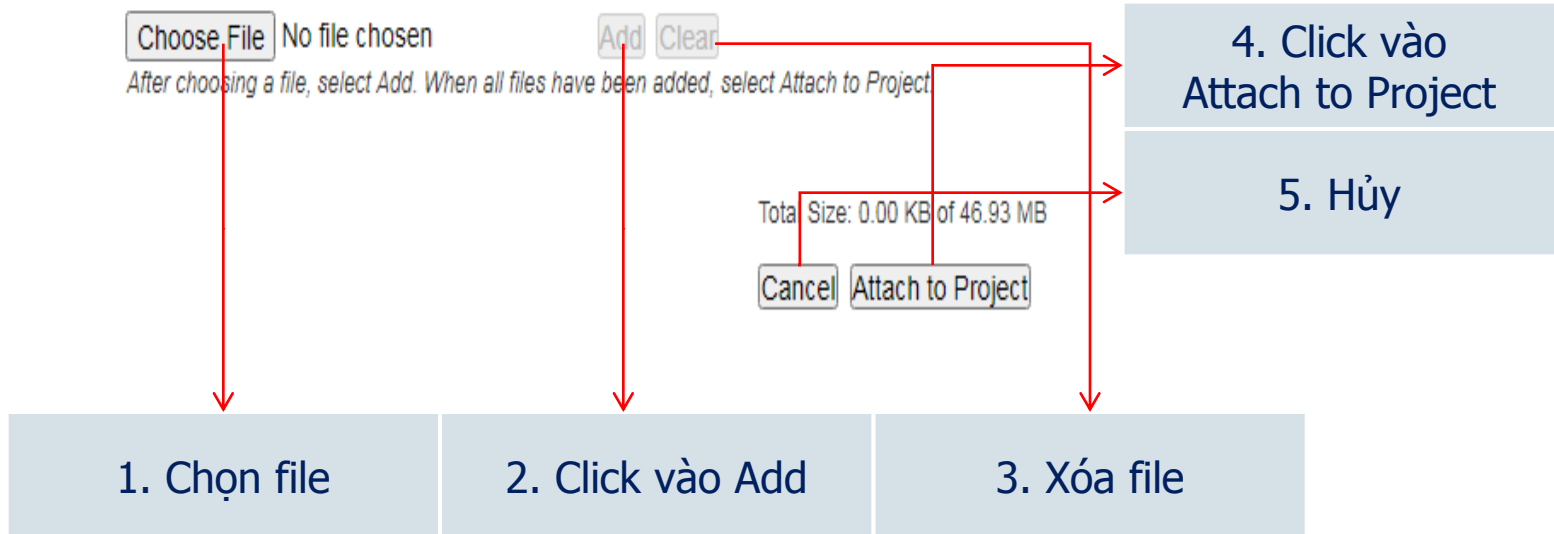 Choose File No file chosen Add Clear
After choosing a file, select Add. When all files have been added, select Attach to Project.
4. Click vào
Attach to Project
5. Hủy
Total Size: 0.00 KB of 46.93 MB
Cancel Attach to Project
1. Chọn file
2. Click vào Add
3. Xóa file